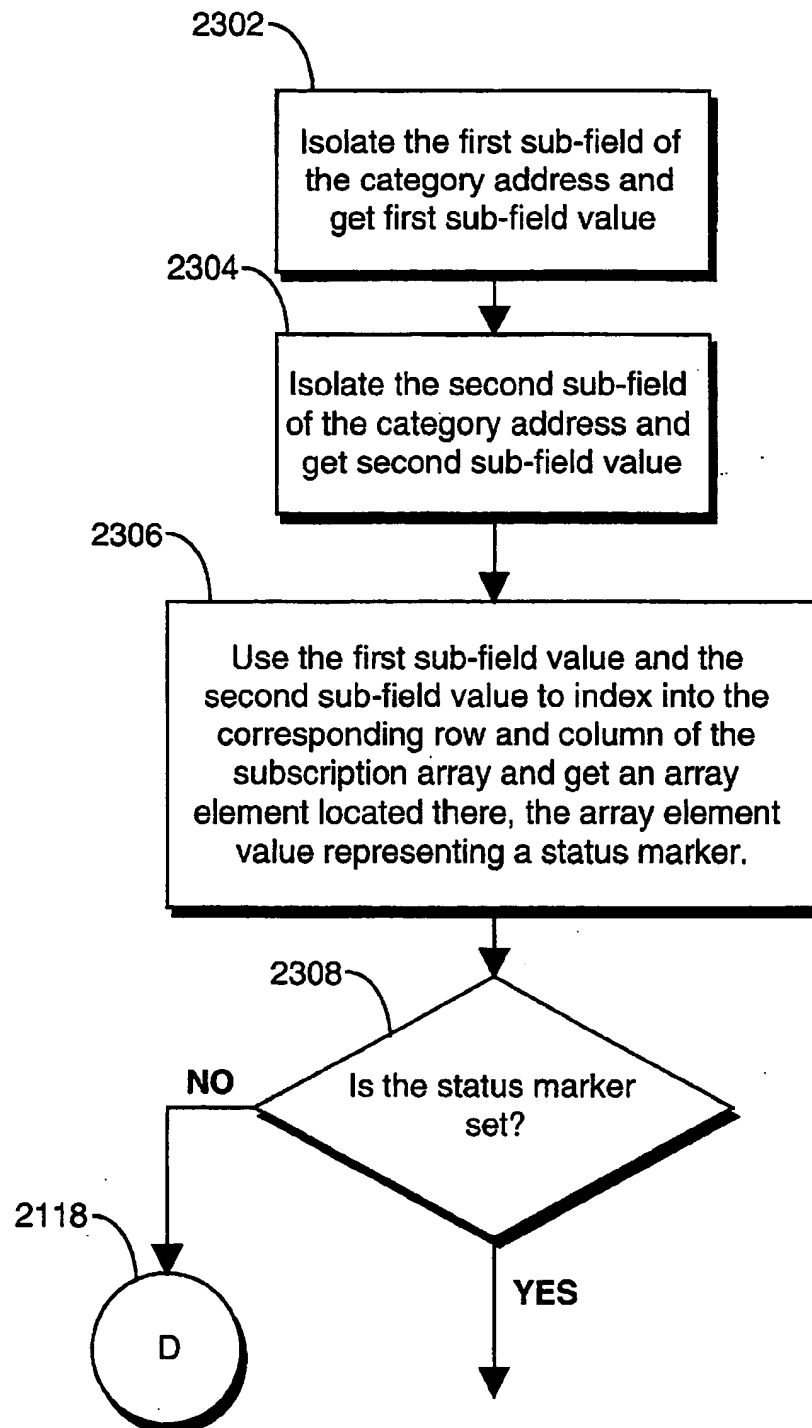 2302
Isolate the first sub-field of
the category address and
get first sub-field value
2304
Isolate the second sub-field
of the category address and
get second sub-field value
2306
Use the first sub-field value and the
second sub-field value to index into the
corresponding row and column of the
subscription array and get an array
element located there, the array element
value representing a status marker.
2308
Is the status marker
set?
NO
YES
2118
D